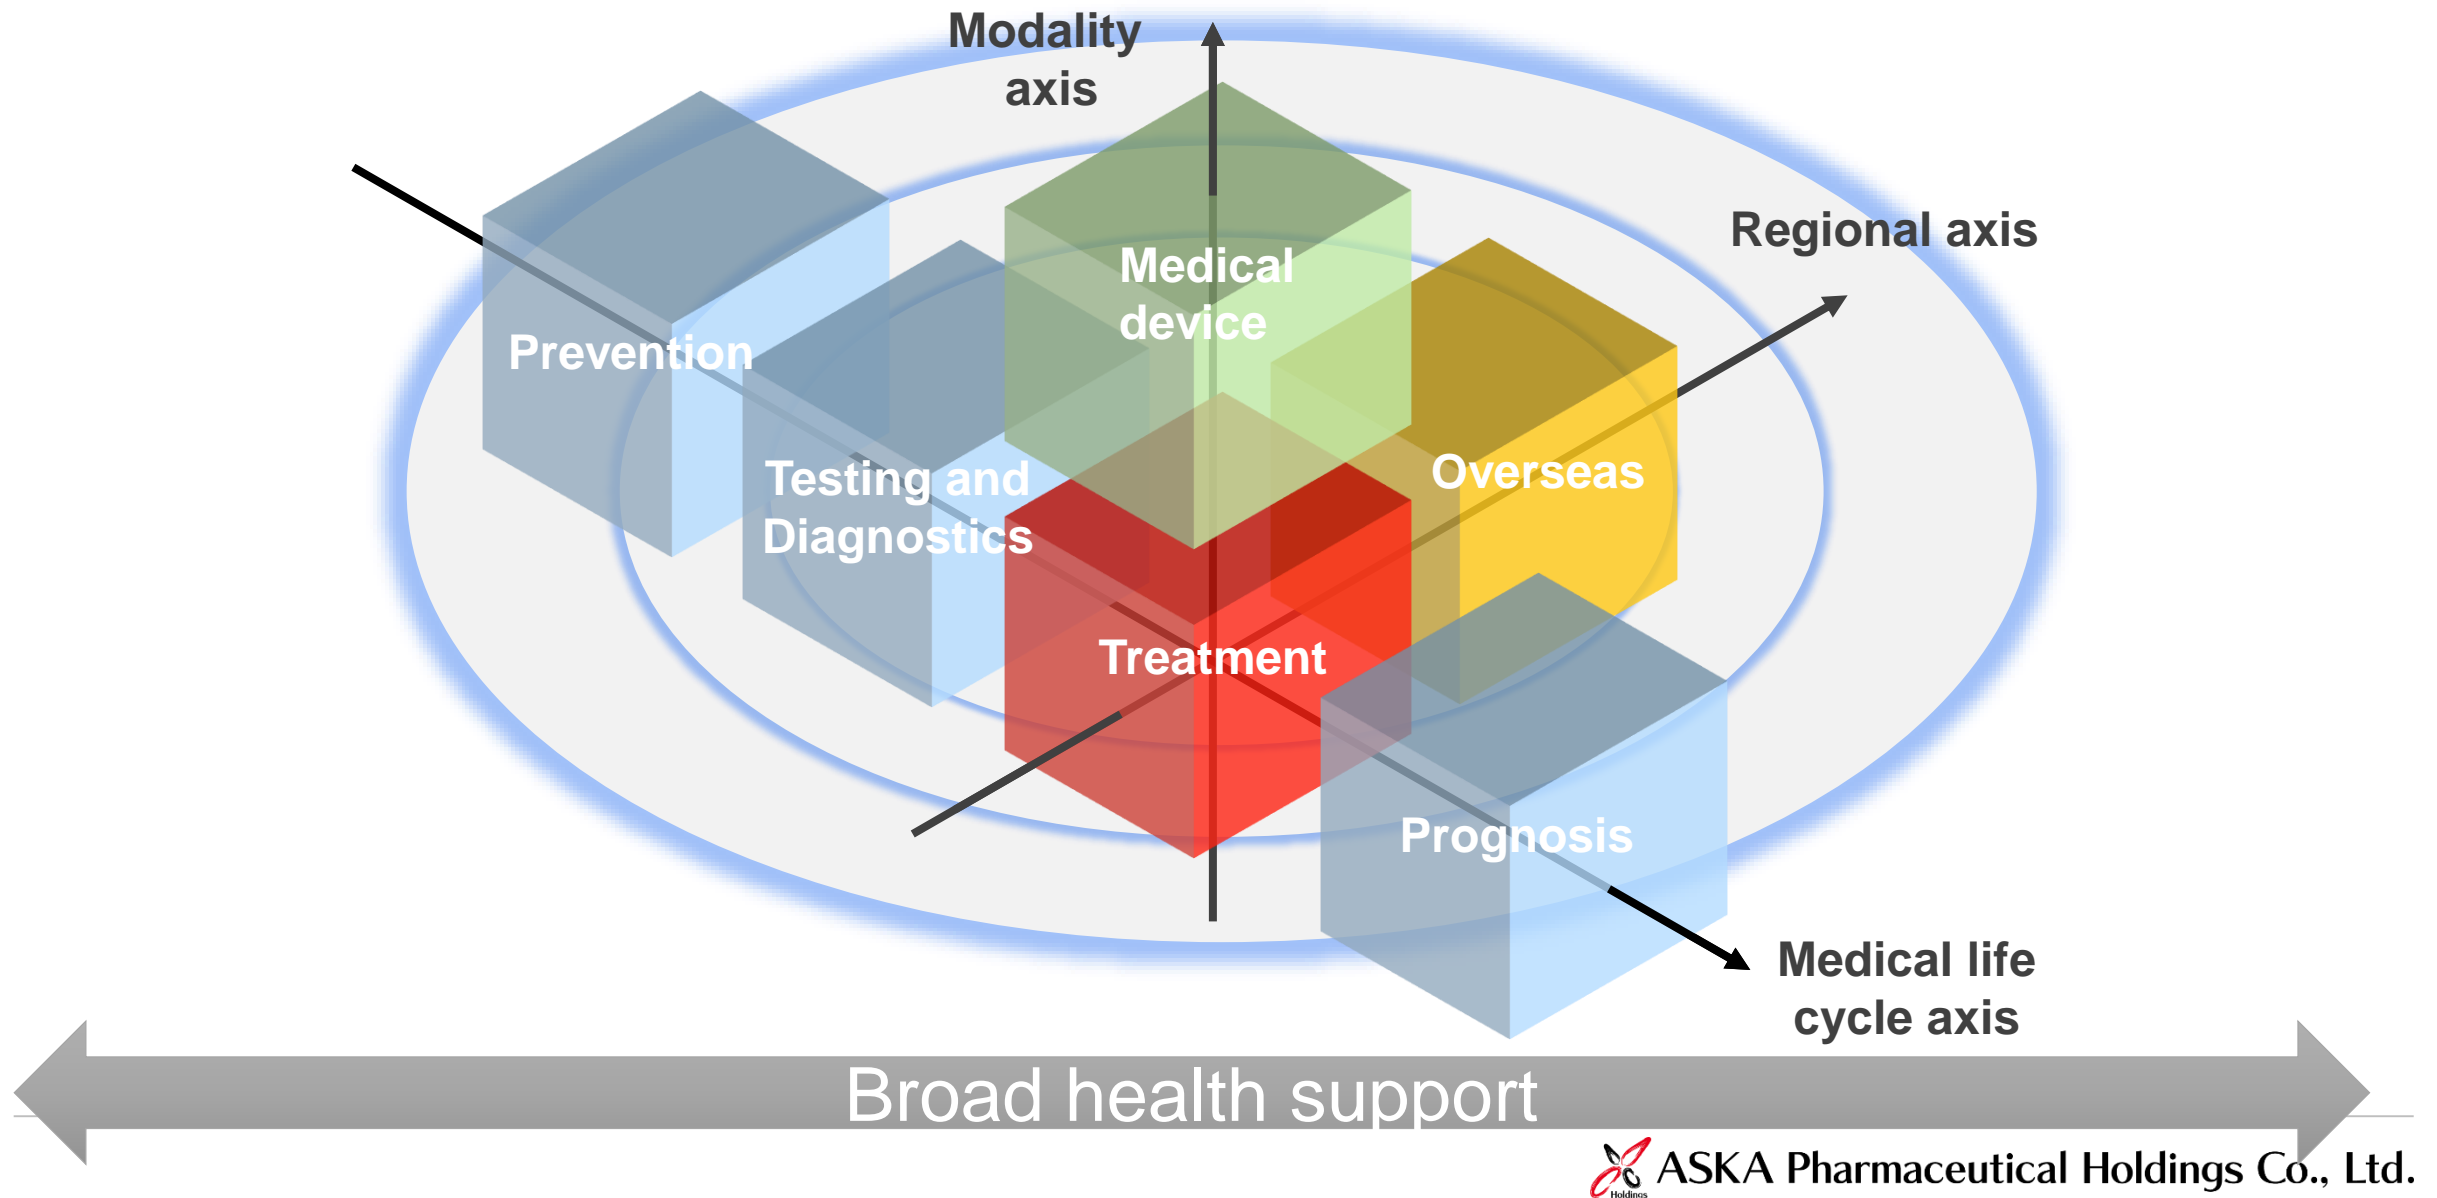 Modality
axis
Regional axis
Medical
device
Prevention
Testing and
Diagnostics
Overseas
Treatment
Prognosis
Medical life
cycle axis
Broad health support
Holdings
ASKA Pharmaceutical Holdings Co., Ltd.